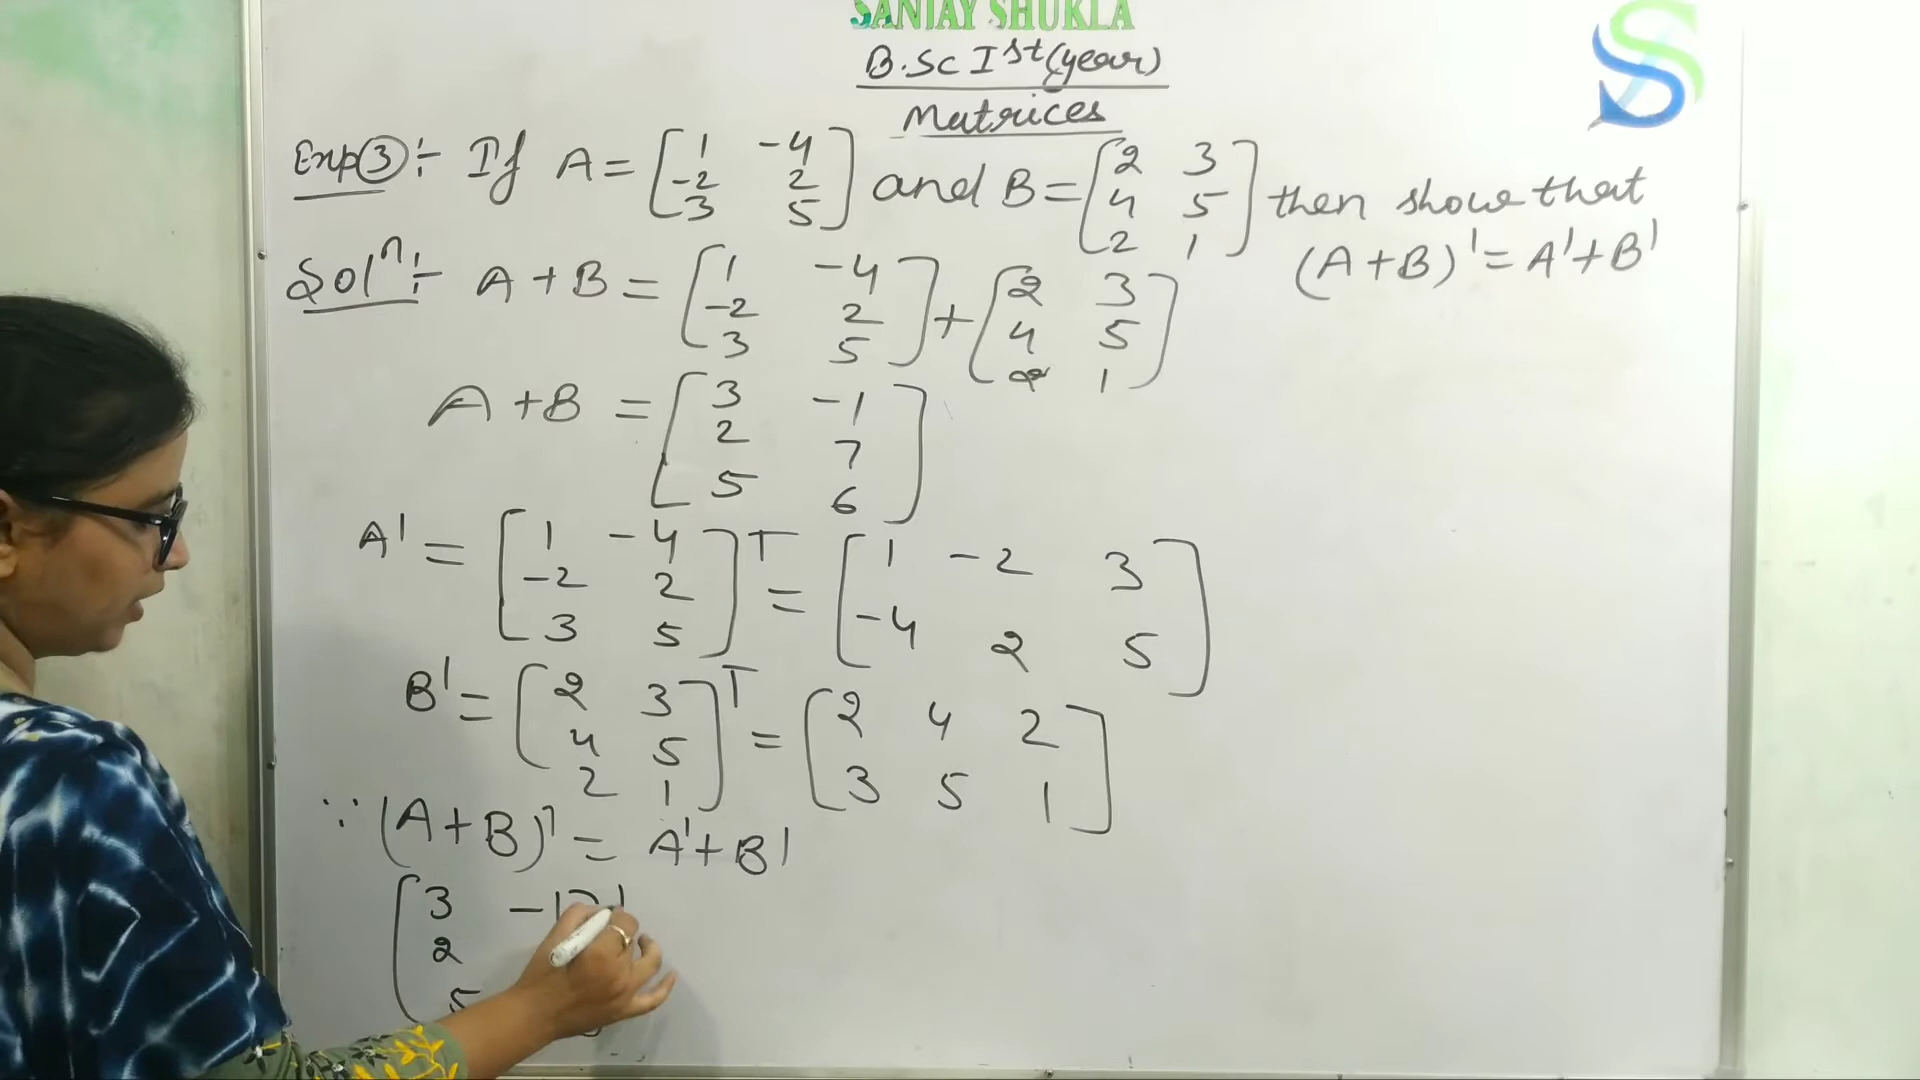 SANJAY SHUKLA
B.Sc Ist (year)
Matrices
Exp③:- If A = [1 -4; -2 2; 3 5] and B = [2 3; 4 5; 2 1] then show that
(A+B)' = A'+B'
Solⁿ:- A+B = [1 -4; -2 2; 3 5] + [2 3; 4 5; 2 1]
A+B = [3 -1; 2 7; 5 6]
A' = [1 -4; -2 2; 3 5]ᵀ = [1 -2 3; -4 2 5]
B' = [2 3; 4 5; 2 1]ᵀ = [2 4 2; 3 5 1]
∵ (A+B)' = A'+B'
[3 -1
2
5